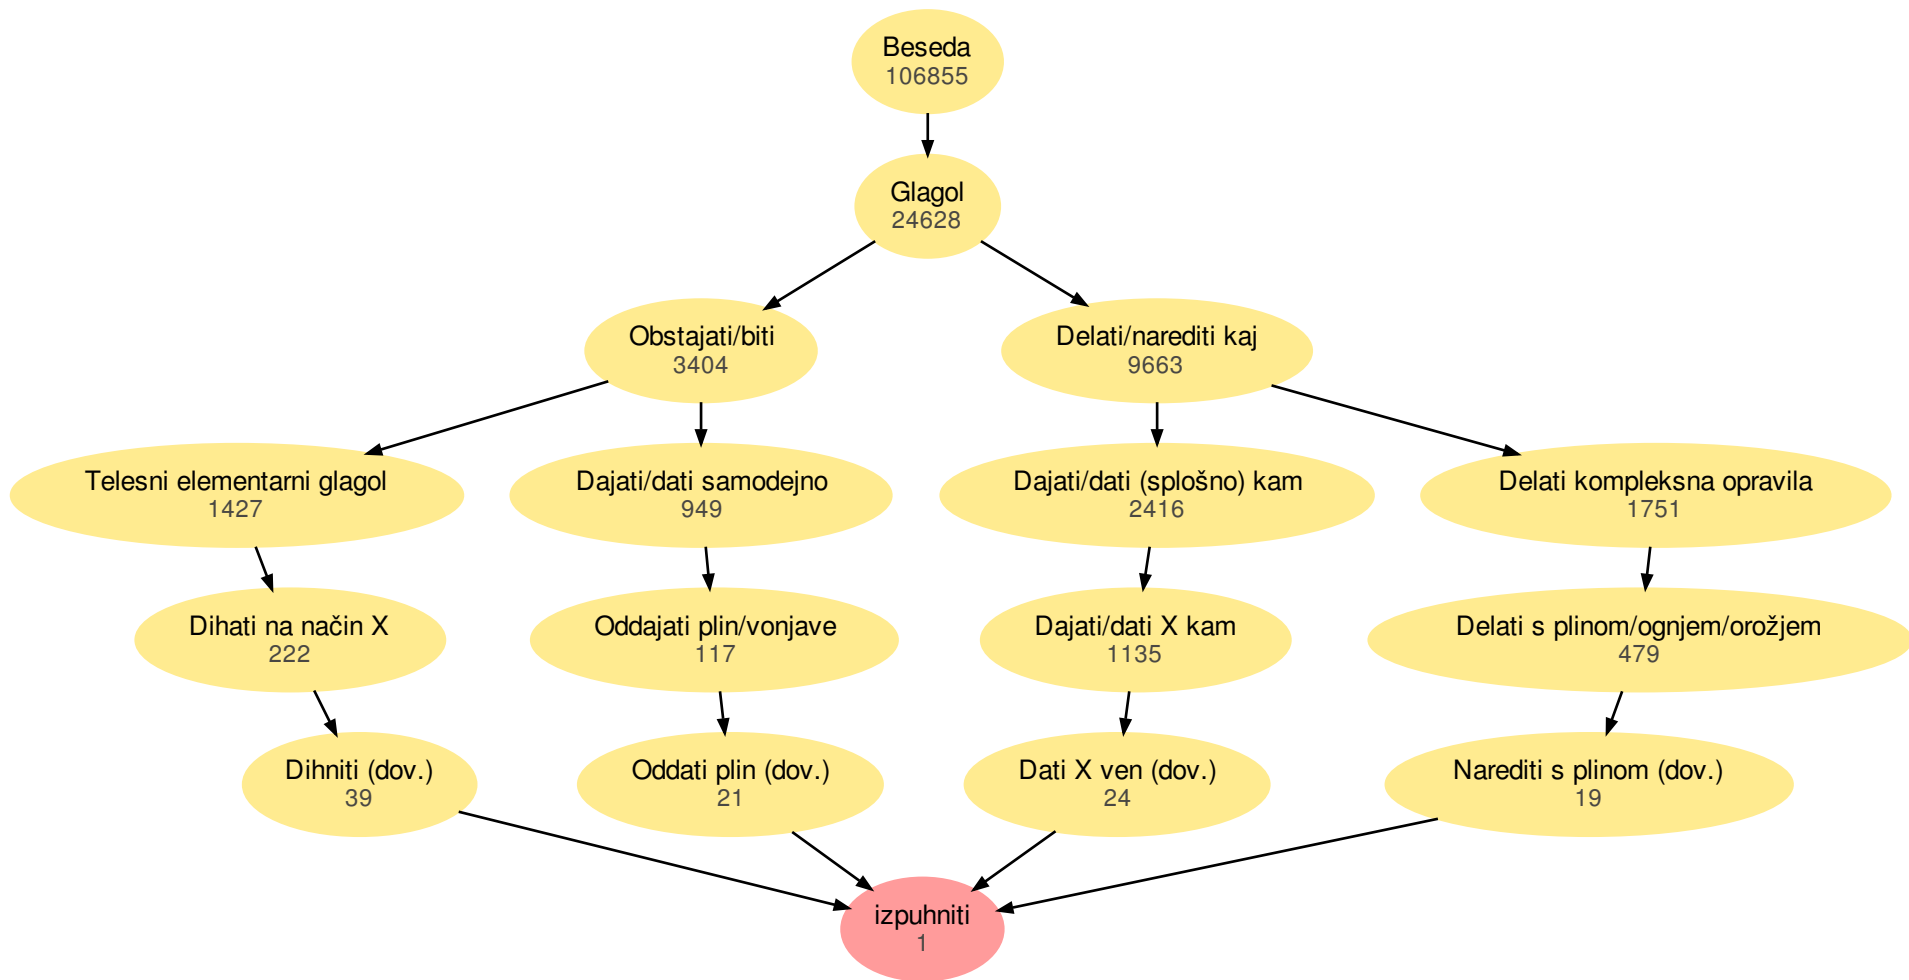 Beseda
106855
Glagol
24628
Obstajati/biti
3404
Delati/narediti kaj
9663
Telesni elementarni glagol
1427
Dajati/dati samodejno
949
Dajati/dati (splošno) kam
2416
Delati kompleksna opravila
1751
Dihati na način X
222
Oddajati plin/vonjave
117
Dajati/dati X kam
1135
Delati s plinom/ognjem/orožjem
479
Dihniti (dov.)
39
Oddati plin (dov.)
21
Dati X ven (dov.)
24
Narediti s plinom (dov.)
19
izpuhniti
1